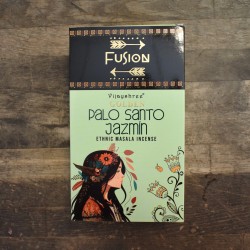 FUSION
Vijayshree
GOLDEN
PALO SANTO
JAZMIN
ETHNIC MASALA INCENSE